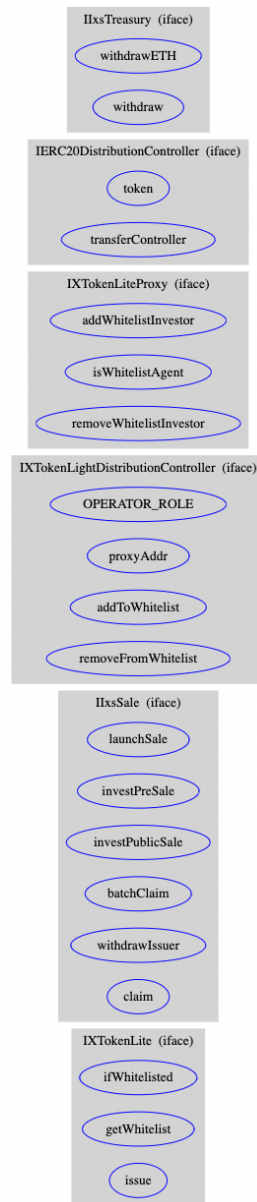 IIxsTreasury (iface)
withdrawETH
withdraw
IERC20DistributionController (iface)
token
transferController
IXTokenLiteProxy (iface)
addWhitelistInvestor
isWhitelistAgent
removeWhitelistInvestor
IXTokenLightDistributionController (iface)
OPERATOR_ROLE
proxyAddr
addToWhitelist
removeFromWhitelist
IIxsSale (iface)
launchSale
investPreSale
investPublicSale
batchClaim
withdrawIssuer
claim
IXTokenLite (iface)
ifWhitelisted
getWhitelist
issue